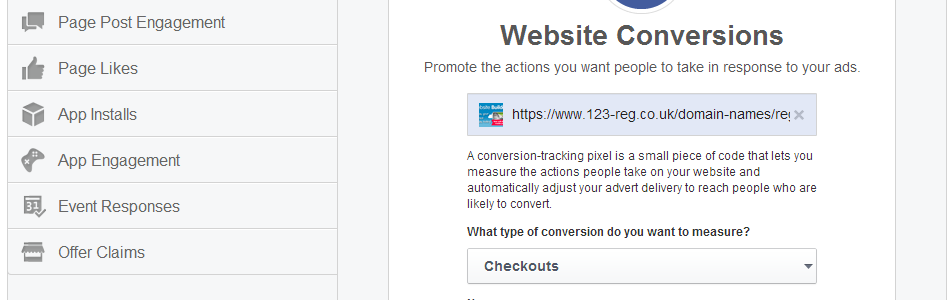 Page Post Engagement
Page Likes
App Installs
App Engagement
31
Event Responses
Offer Claims
Website Conversions
Promote the actions you want people to take in response to your ads.
https://www.123-reg.co.uk/domain-names/reg
A conversion-tracking pixel is a small piece of code that lets you
measure the actions people take on your website and
automatically adjust your advert delivery to reach people who are
likely to convert.
What type of conversion do you want to measure?
Checkouts